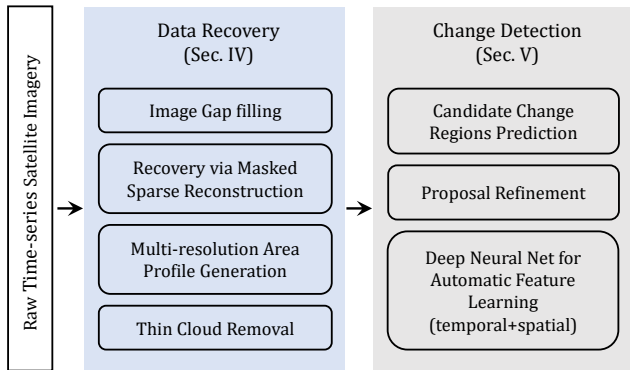 Raw Time-series Satellite Imagery
Data Recovery
(Sec. IV)
Image Gap filling
Recovery via Masked
Sparse Reconstruction
Multi-resolution Area
Profile Generation
Thin Cloud Removal
Change Detection
(Sec. V)
Candidate Change
Regions Prediction
Proposal Refinement
Deep Neural Net for
Automatic Feature
Learning
(temporal+spatial)